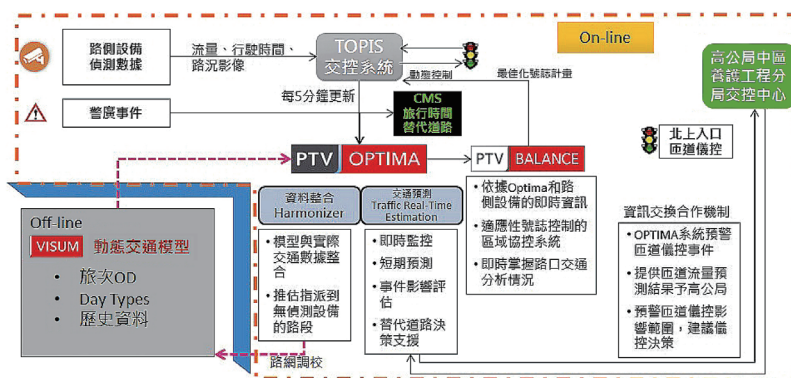 On-line
路側設備
偵測數據
流量、行駛時間、
路況影像
TOPIS
交控系統
動態控制
最佳化號誌計畫
高公局中區
養護工程分
局交控中心
每5分鐘更新
警廣事件
CMS
旅行時間
替代道路
北上入口
匝道儀控
PTV OPTIMA
PTV BALANCE
資料整合
Harmonizer
• 模型與實際
交通數據整
合
• 推估指派到
無偵測設備
的路段
交通預測
Traffic Real-Time
Estimation
• 即時監控
• 短期預測
• 事件影響評
估
• 替代道路決
策支援
• 依據Optima和路
側設備的即時資訊
• 適應性號誌控制的
區域協控系統
• 即時掌握路口交通
分析情況
資訊交換合作機制
• OPTIMA系統預警
匝道儀控事件
• 提供匝道流量預
測結果予高公局
• 預警匝道儀控影
響範圍，建議儀
控決策
Off-line
VISUM 動態交通模型
• 旅次OD
• Day Types
• 歷史資料
路網調校